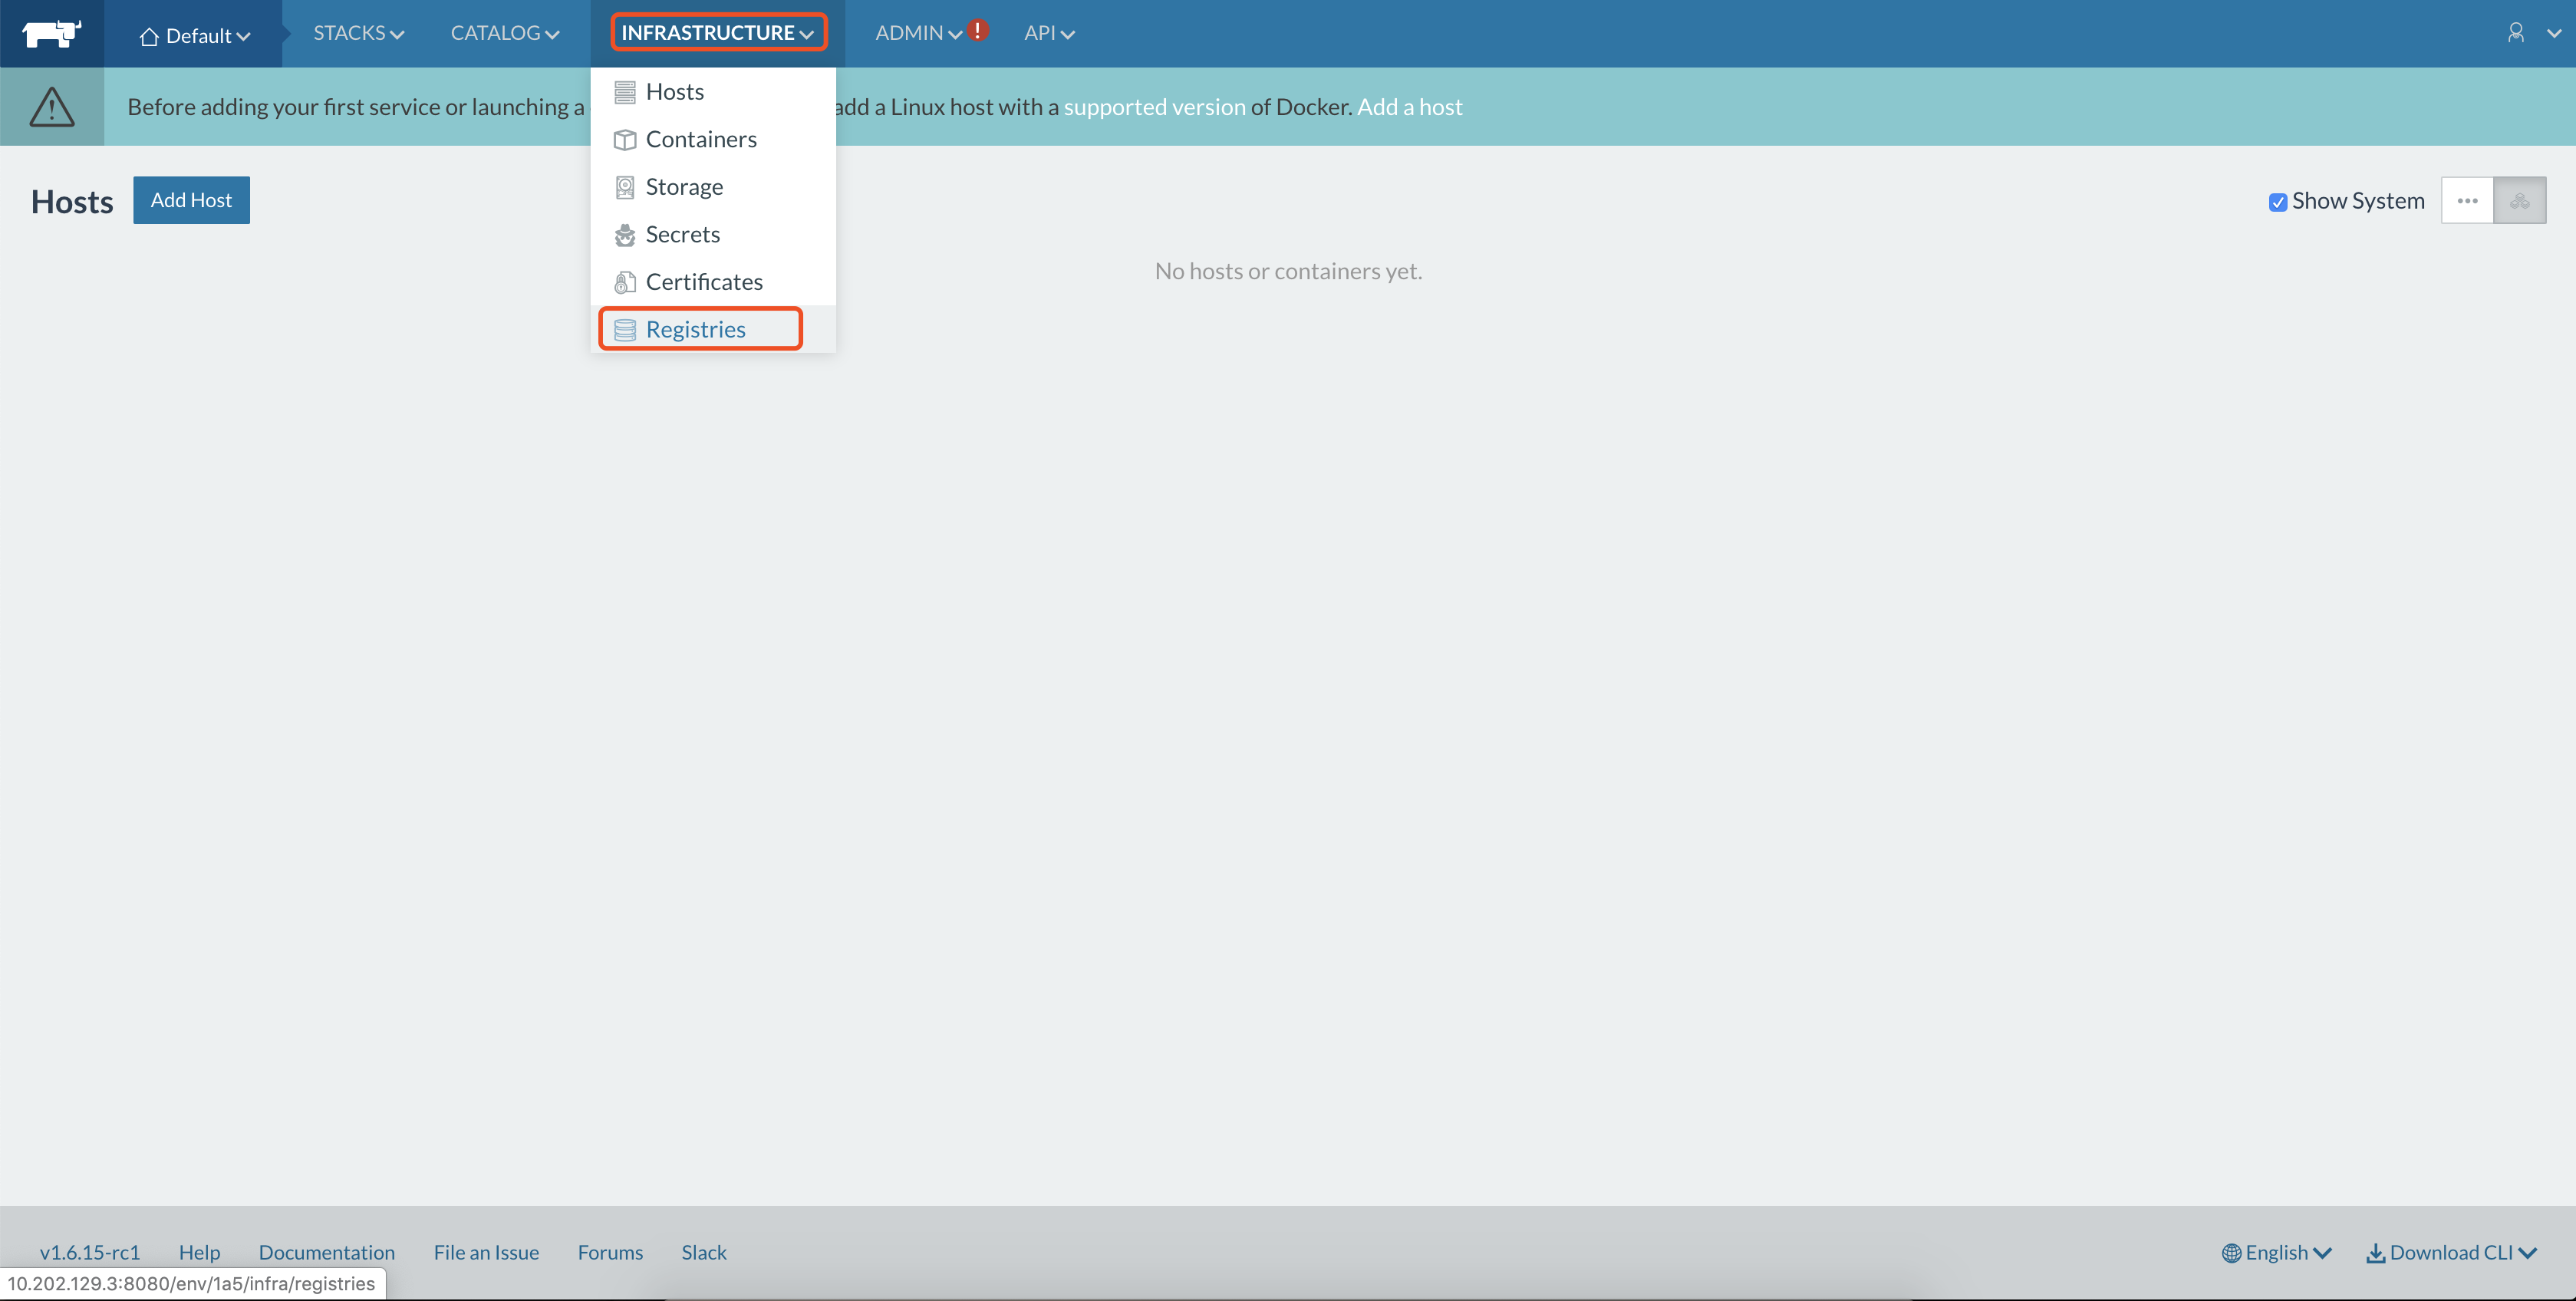 Default STACKS CATALOG INFRASTRUCTURE ADMIN ! API
Before adding your first service or launching a add a Linux host with a supported version of Docker. Add a host
Hosts
Containers
Storage
Secrets
Certificates
Registries
Hosts Add Host Show System
No hosts or containers yet.
v1.6.15-rc1 Help Documentation File an Issue Forums Slack English Download CLI
10.202.129.3:8080/env/1a5/infra/registries